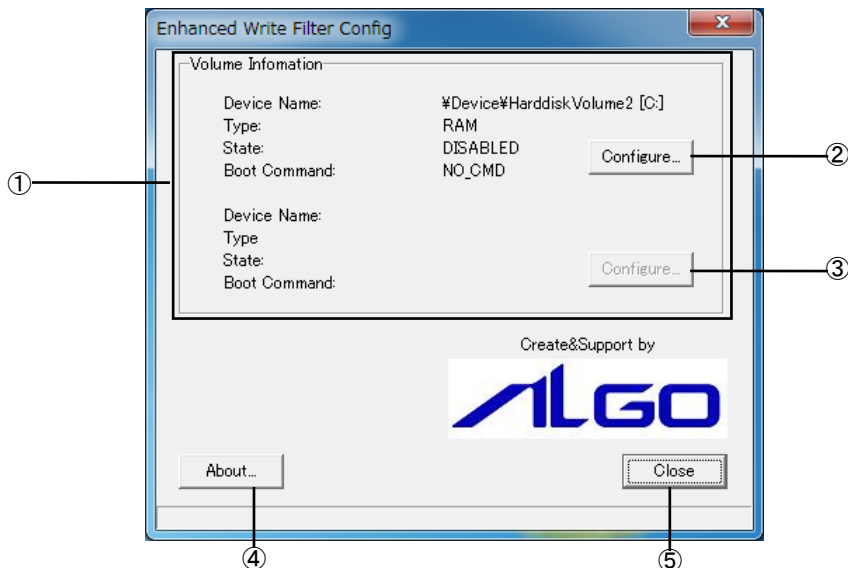 Enhanced Write Filter Config
Volume Infomation
Device Name: ¥Device¥HarddiskVolume2 [C:]
Type: RAM
State: DISABLED
Configure...
②
Boot Command: NO_CMD
①
Device Name:
Type
State:
Configure...
③
Boot Command:
Create&Support by
ALGO
About...
Close
④
⑤